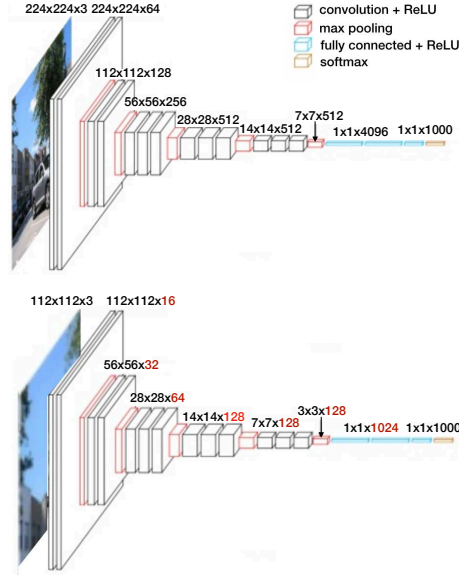 224x224x3 224x224x64
convolution + ReLU
max pooling
fully connected + ReLU
softmax
112x112x128
56x56x256
28x28x512
14x14x512
7x7x512
1x1x4096
1x1x1000
112x112x3
112x112x16
56x56x32
28x28x64
14x14x128
7x7x128
3x3x128
1x1x1024
1x1x1000